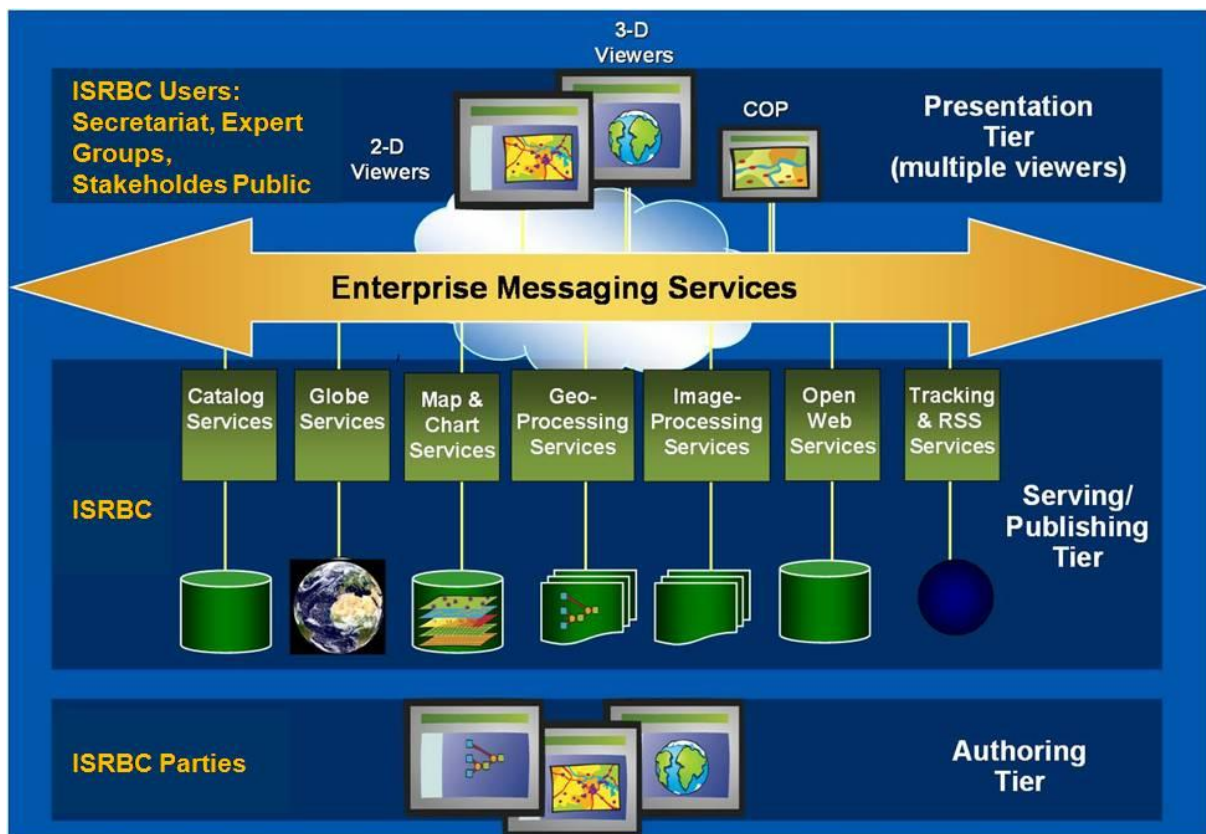 3-D
Viewers
ISRBC Users:
Secretariat, Expert
Groups,
Stakeholdes Public
2-D
Viewers
COP
Presentation
Tier
(multiple viewers)
Enterprise Messaging Services
Catalog
Services
Globe
Services
Map &
Chart
Services
Geo-
Processing
Services
Image-
Processing
Services
Open
Web
Services
Tracking
& RSS
Services
ISRBC
Serving/
Publishing
Tier
ISRBC Parties
Authoring
Tier